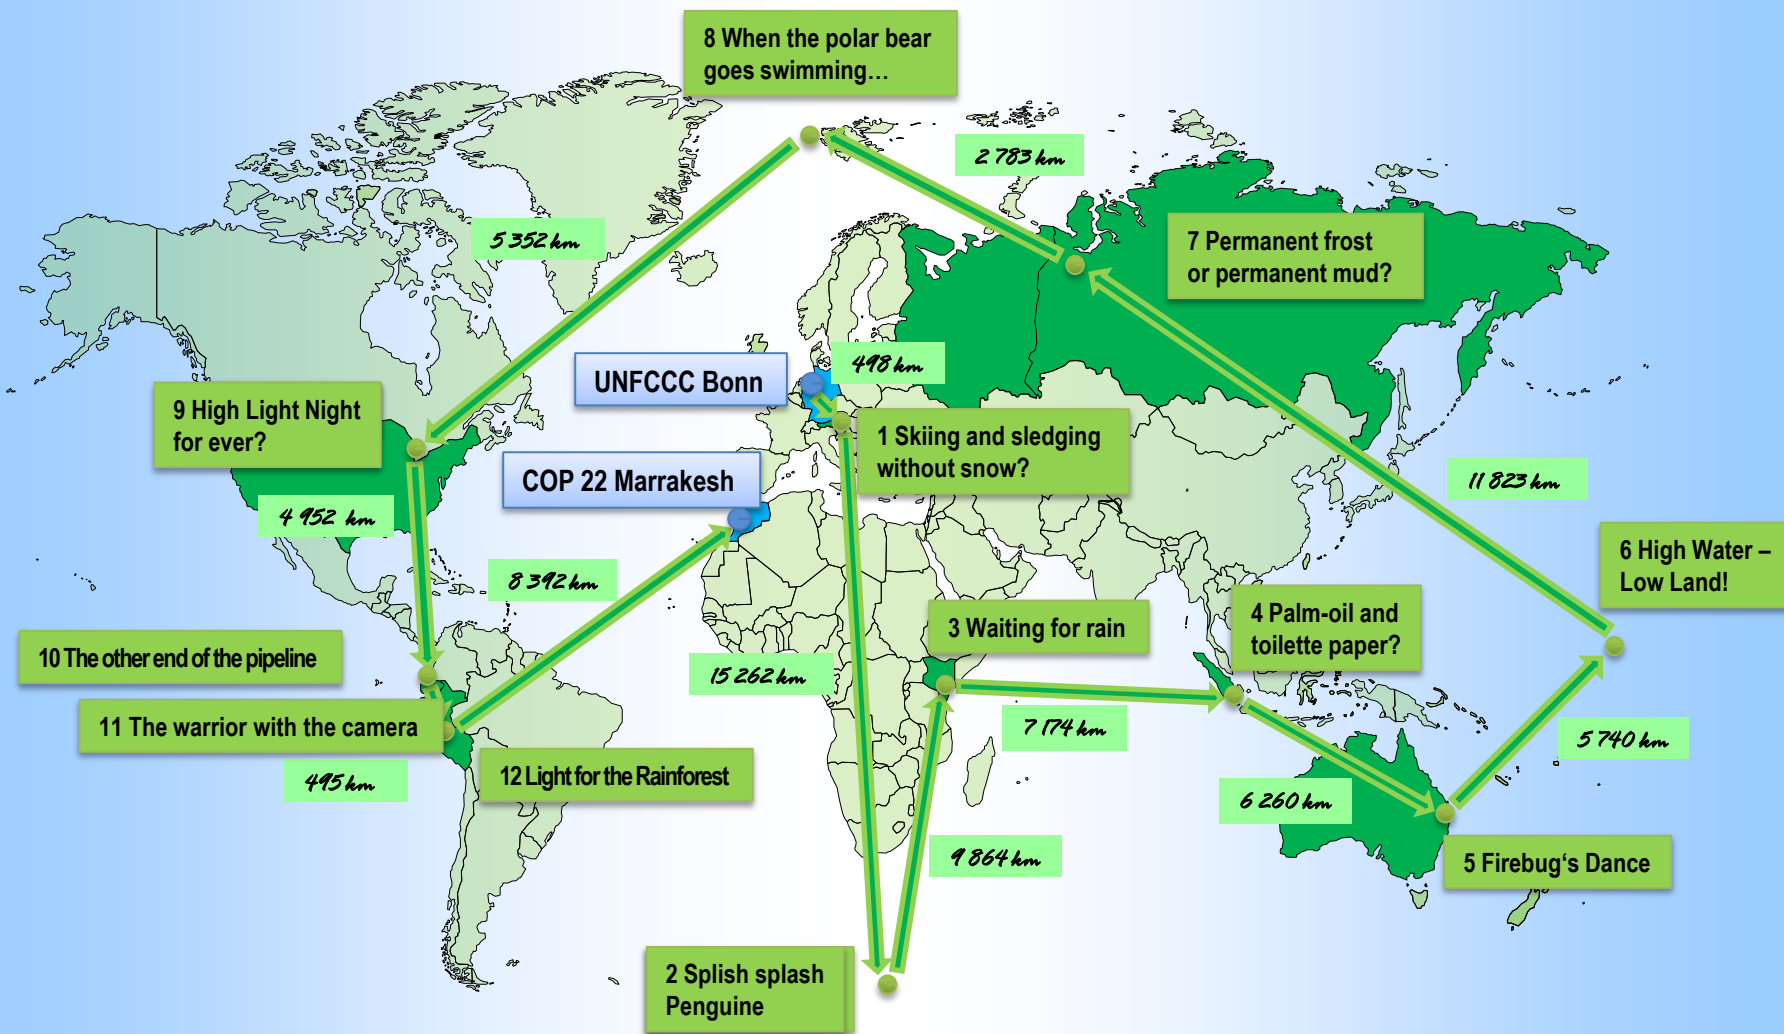 8 When the polar bear
goes swimming…
2 783 km
5 352 km
7 Permanent frost
or permanent mud?
498 km
UNFCCC Bonn
9 High Light Night
for ever?
1 Skiing and sledging
without snow?
COP 22 Marrakesh
11 823 km
4 952 km
6 High Water –
Low Land!
8 392 km
4 Palm-oil and
toilette paper?
3 Waiting for rain
10 The other end of the pipeline
15 262 km
11 The warrior with the camera
7 174 km
5 740 km
12 Light for the Rainforest
495 km
6 260 km
9 864 km
5 Firebug‘s Dance
2 Splish splash
Penguine